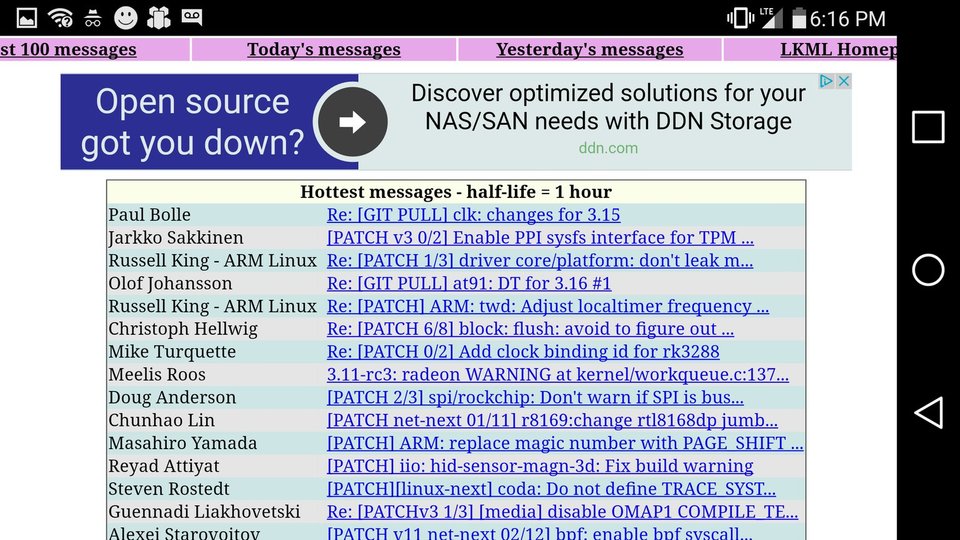 LTE 6:16 PM
st 100 messages Today's messages Yesterday's messages LKML Homep
Open source
got you down?
Discover optimized solutions for your
NAS/SAN needs with DDN Storage
ddn.com
Hottest messages - half-life = 1 hour
Paul Bolle Re: [GIT PULL] clk: changes for 3.15
Jarkko Sakkinen [PATCH v3 0/2] Enable PPI sysfs interface for TPM ...
Russell King - ARM Linux Re: [PATCH 1/3] driver core/platform: don't leak m...
Olof Johansson Re: [GIT PULL] at91: DT for 3.16 #1
Russell King - ARM Linux Re: [PATCH] ARM: twd: Adjust localtimer frequency ...
Christoph Hellwig Re: [PATCH 6/8] block: flush: avoid to figure out ...
Mike Turquette Re: [PATCH 0/2] Add clock binding id for rk3288
Meelis Roos 3.11-rc3: radeon WARNING at kernel/workqueue.c:137...
Doug Anderson [PATCH 2/3] spi/rockchip: Don't warn if SPI is bus...
Chunhao Lin [PATCH net-next 01/11] r8169:change rtl8168dp jumb...
Masahiro Yamada [PATCH] ARM: replace magic number with PAGE_SHIFT ...
Reyad Attiyat [PATCH] iio: hid-sensor-magn-3d: Fix build warning
Steven Rostedt [PATCH][linux-next] coda: Do not define TRACE_SYST...
Guennadi Liakhovetski Re: [PATCHv3 1/3] [media] disable OMAP1 COMPILE_TE...
Alexei Starovoitov [PATCH v11 net-next 02/12] bpf: enable bpf syscall...